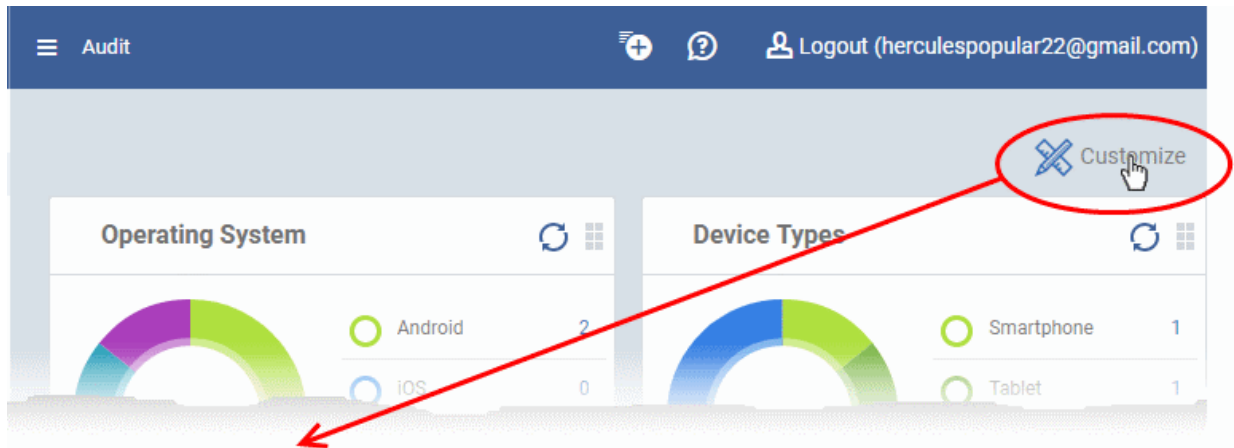 Audit
Logout (herculespopular22@gmail.com)
Customize
Operating System
Device Types
Android 2
Smartphone 1
iOS 0
Tablet 1